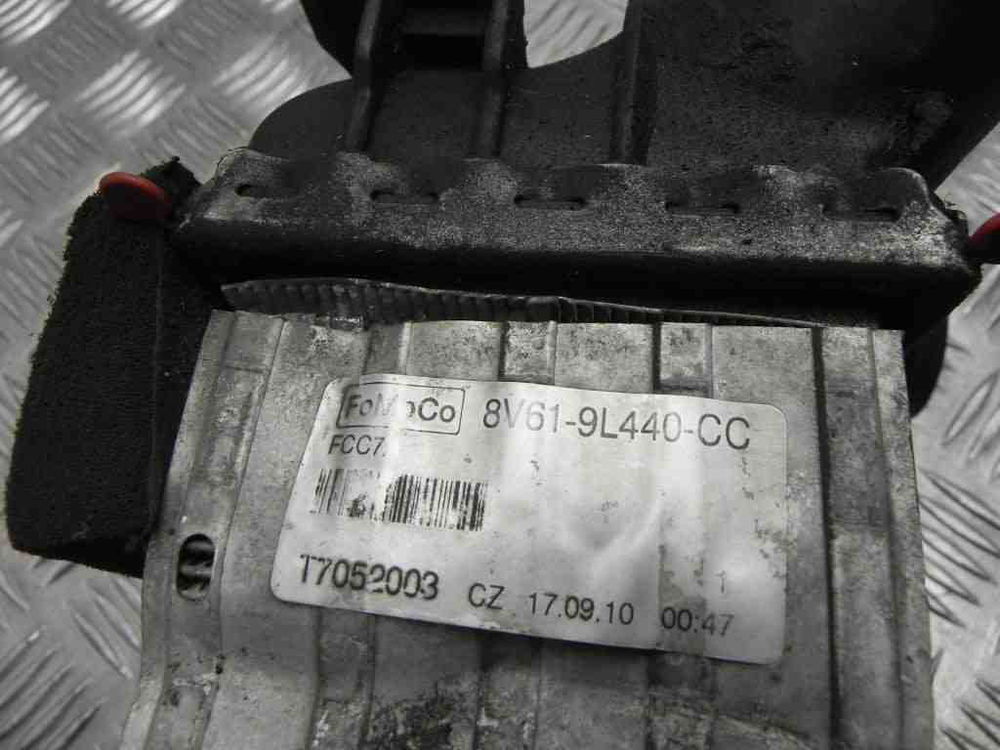 FoMoCo 8V61-9L440-CC
FCC7
T7052003 CZ 17.09.10 00:47